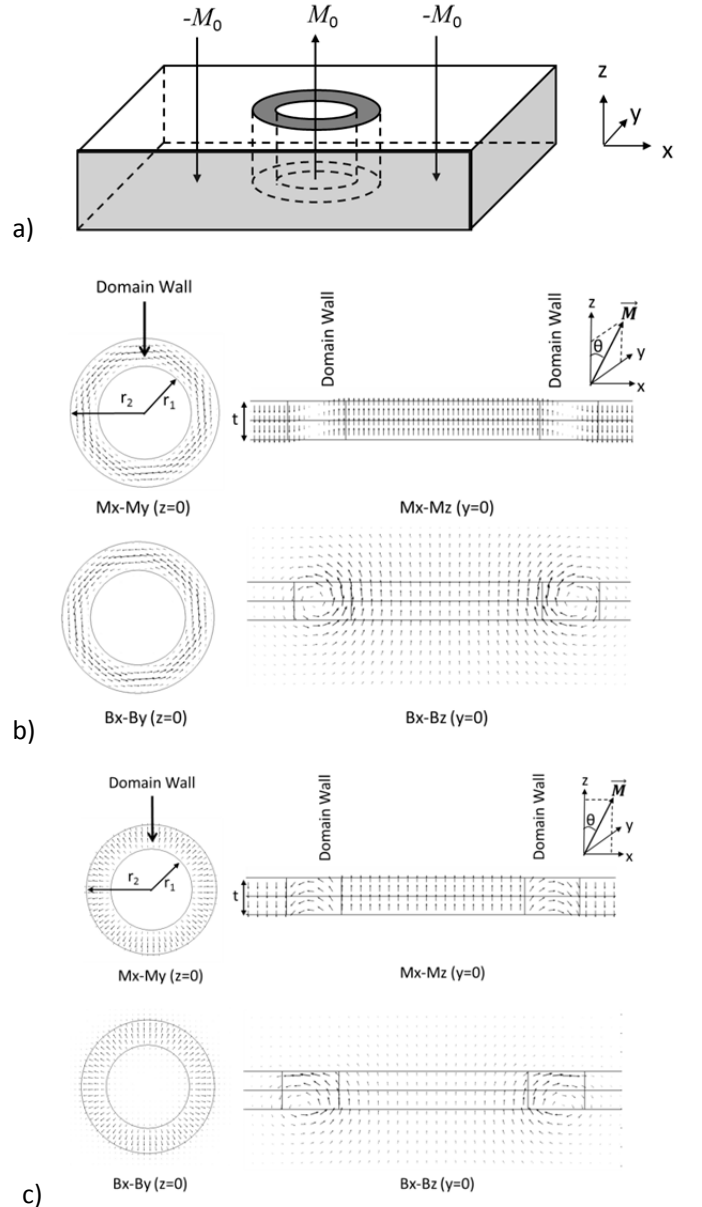 -M₀ M₀ -M₀
z
y
x
a)
Domain Wall
r₂ r₁
Mx-My (z=0)
Domain Wall
Domain Wall
t
z
M
θ
y
x
Mx-Mz (y=0)
Bx-By (z=0)
Bx-Bz (y=0)
b)
Domain Wall
r₂ r₁
Mx-My (z=0)
Domain Wall
Domain Wall
t
z
M
θ
y
x
Mx-Mz (y=0)
Bx-By (z=0)
Bx-Bz (y=0)
c)